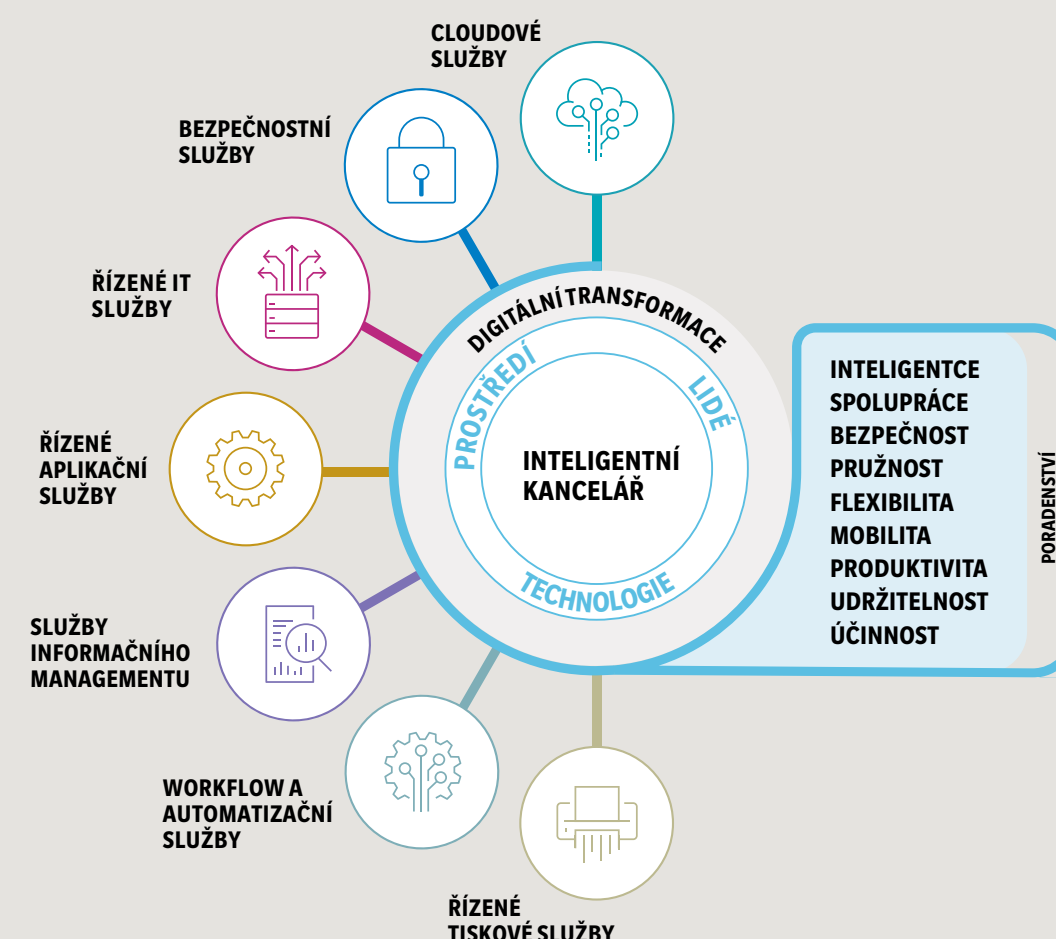 CLOUDOVÉ
SLUŽBY
BEZPEČNOSTNÍ
SLUŽBY
ŘÍZENÉ IT
SLUŽBY
ŘÍZENÉ
APLIKAČNÍ
SLUŽBY
SLUŽBY
INFORMAČNÍHO
MANAGEMENTU
WORKFLOW A
AUTOMATIZAČNÍ
SLUŽBY
ŘÍZENÉ
TISKOVÉ SLUŽBY
DIGITÁLNÍ TRANSFORMACE
PROSTŘEDÍ
LIDÉ
TECHNOLOGIE
INTELIGENTNÍ
KANCELÁŘ
INTELIGENTCE
SPOLUPRÁCE
BEZPEČNOST
PRUŽNOST
FLEXIBILITA
MOBILITA
PRODUKTIVITA
UDRŽITELNOST
ÚČINNOST
PORADENSTVÍ